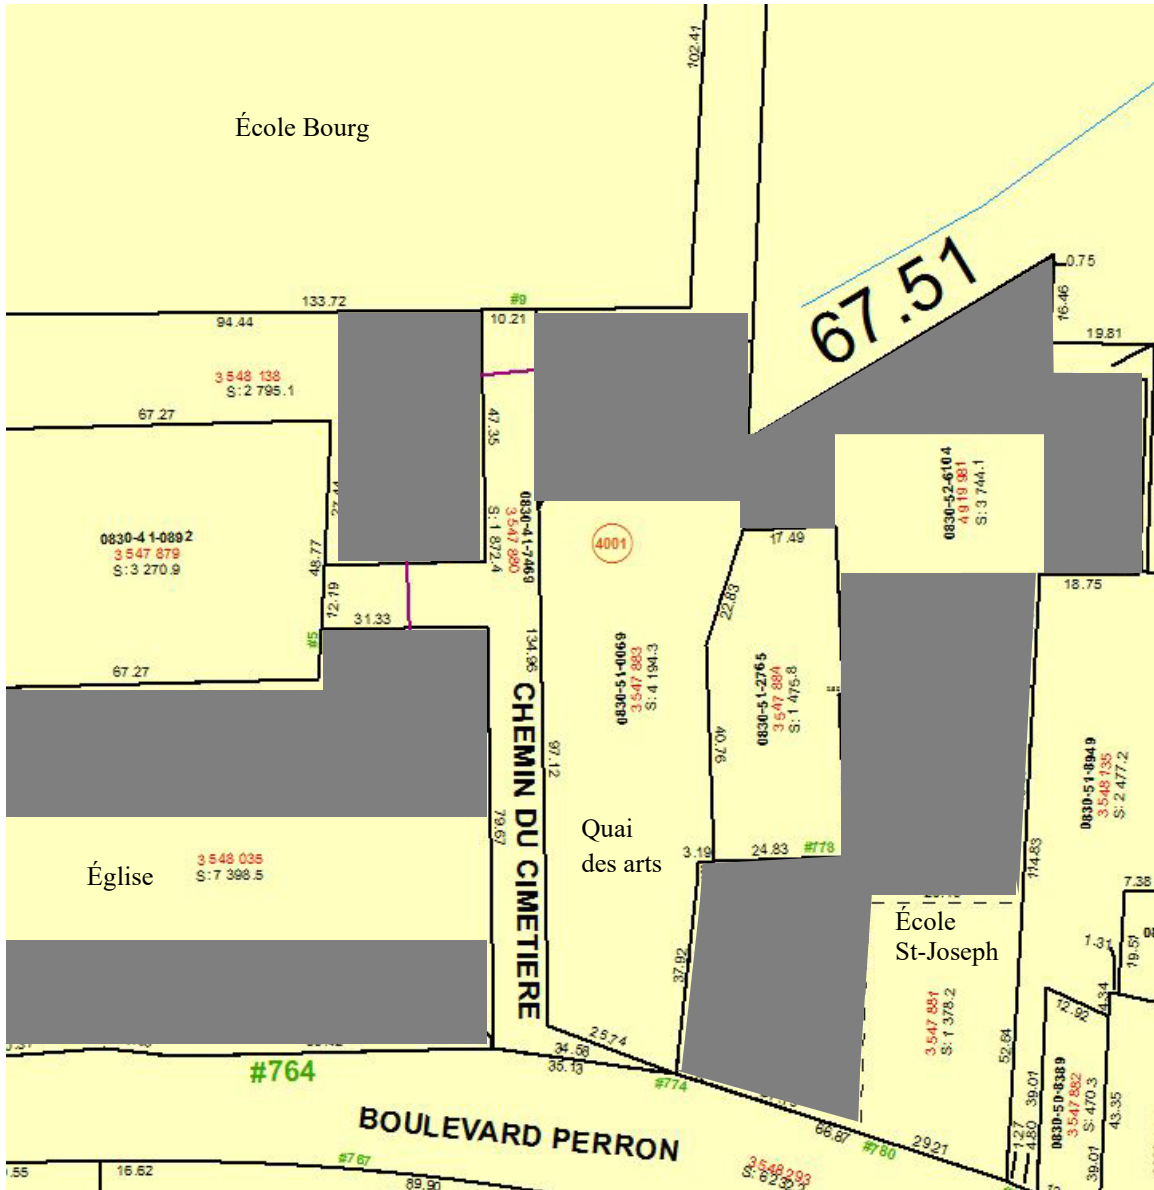 102.41
École Bourg
67.51
0.75
16.46
133.72
#9
94.44
10.21
19.81
3 548 138
S: 2 795.1
67.27
47.35
0830-41-7469
3 547 880
S: 1 872.4
0830-52-6104
4 919 981
S: 3 744.1
0830-41-0892
3 547 879
S: 3 270.9
4001
17.49
48.77
12.19
18.75
22.83
31.33
#5
134.96
0830-51-0069
3 547 883
S: 4 194.3
0830-51-2765
3 547 884
S: 1 475.8
67.27
CHEMIN DU CIMETIERE
97.12
40.76
0830-51-8949
3 548 135
S: 2 477.2
79.67
Quai
des arts
3.19
24.83
#778
114.83
3 548 035
S: 7 398.5
Église
7.38
École
St-Joseph
1.31
19.51
37.92
4.34
12.92
3 547 881
S: 1 378.2
25.74
34.58
35.13
52.84
39.01
0830-50-8389
3 547 882
S: 470.3
43.35
#764
#774
BOULEVARD PERRON
66.87
#780
29.21
1.27
4.80
39.01
16.62
#767
89.90
3548293